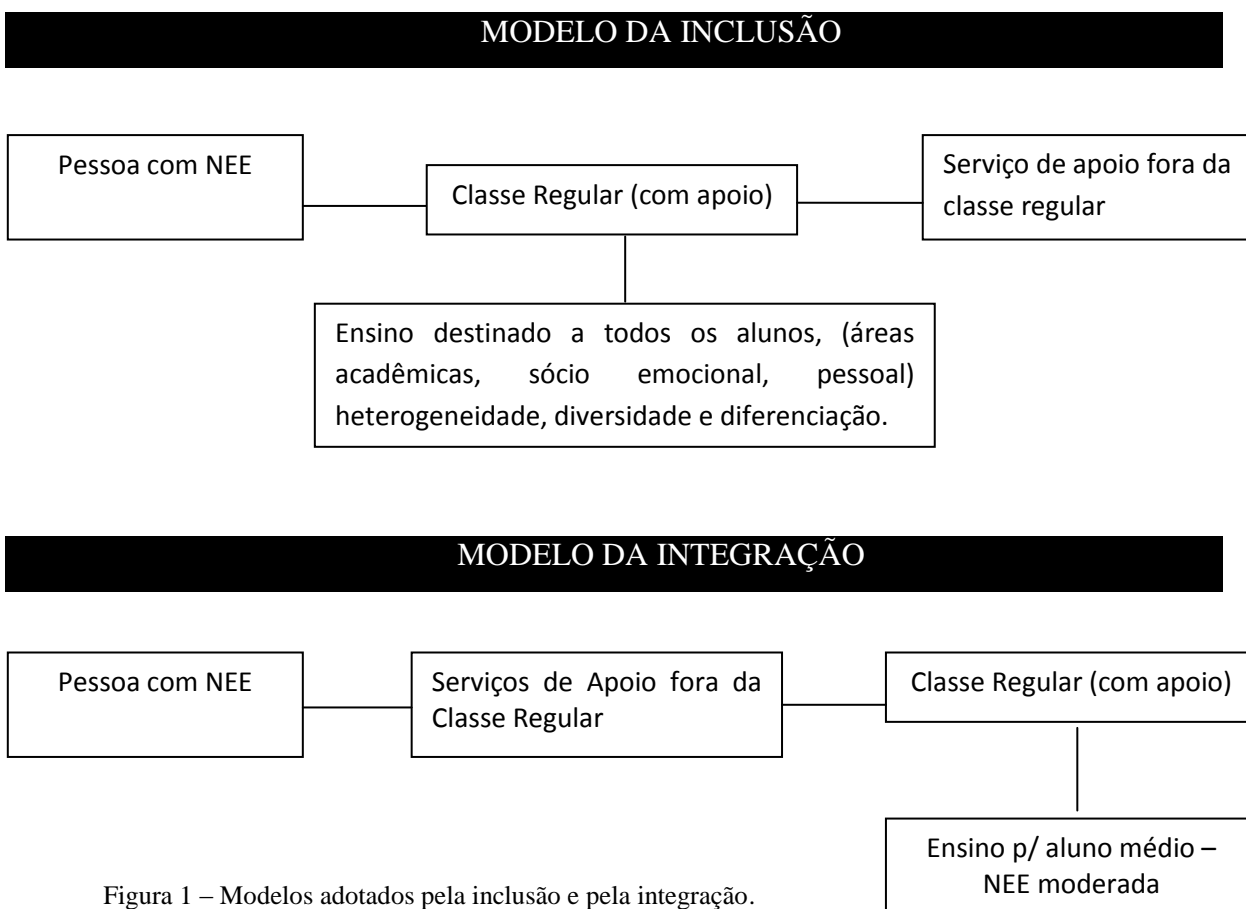 MODELO DA INCLUSÃO
Pessoa com NEE
Classe Regular (com apoio)
Serviço de apoio fora da
classe regular
Ensino destinado a todos os alunos, (áreas
acadêmicas, sócio emocional, pessoal)
heterogeneidade, diversidade e diferenciação.
MODELO DA INTEGRAÇÃO
Pessoa com NEE
Serviços de Apoio fora da
Classe Regular
Classe Regular (com apoio)
Ensino p/ aluno médio –
NEE moderada
Figura 1 – Modelos adotados pela inclusão e pela integração.